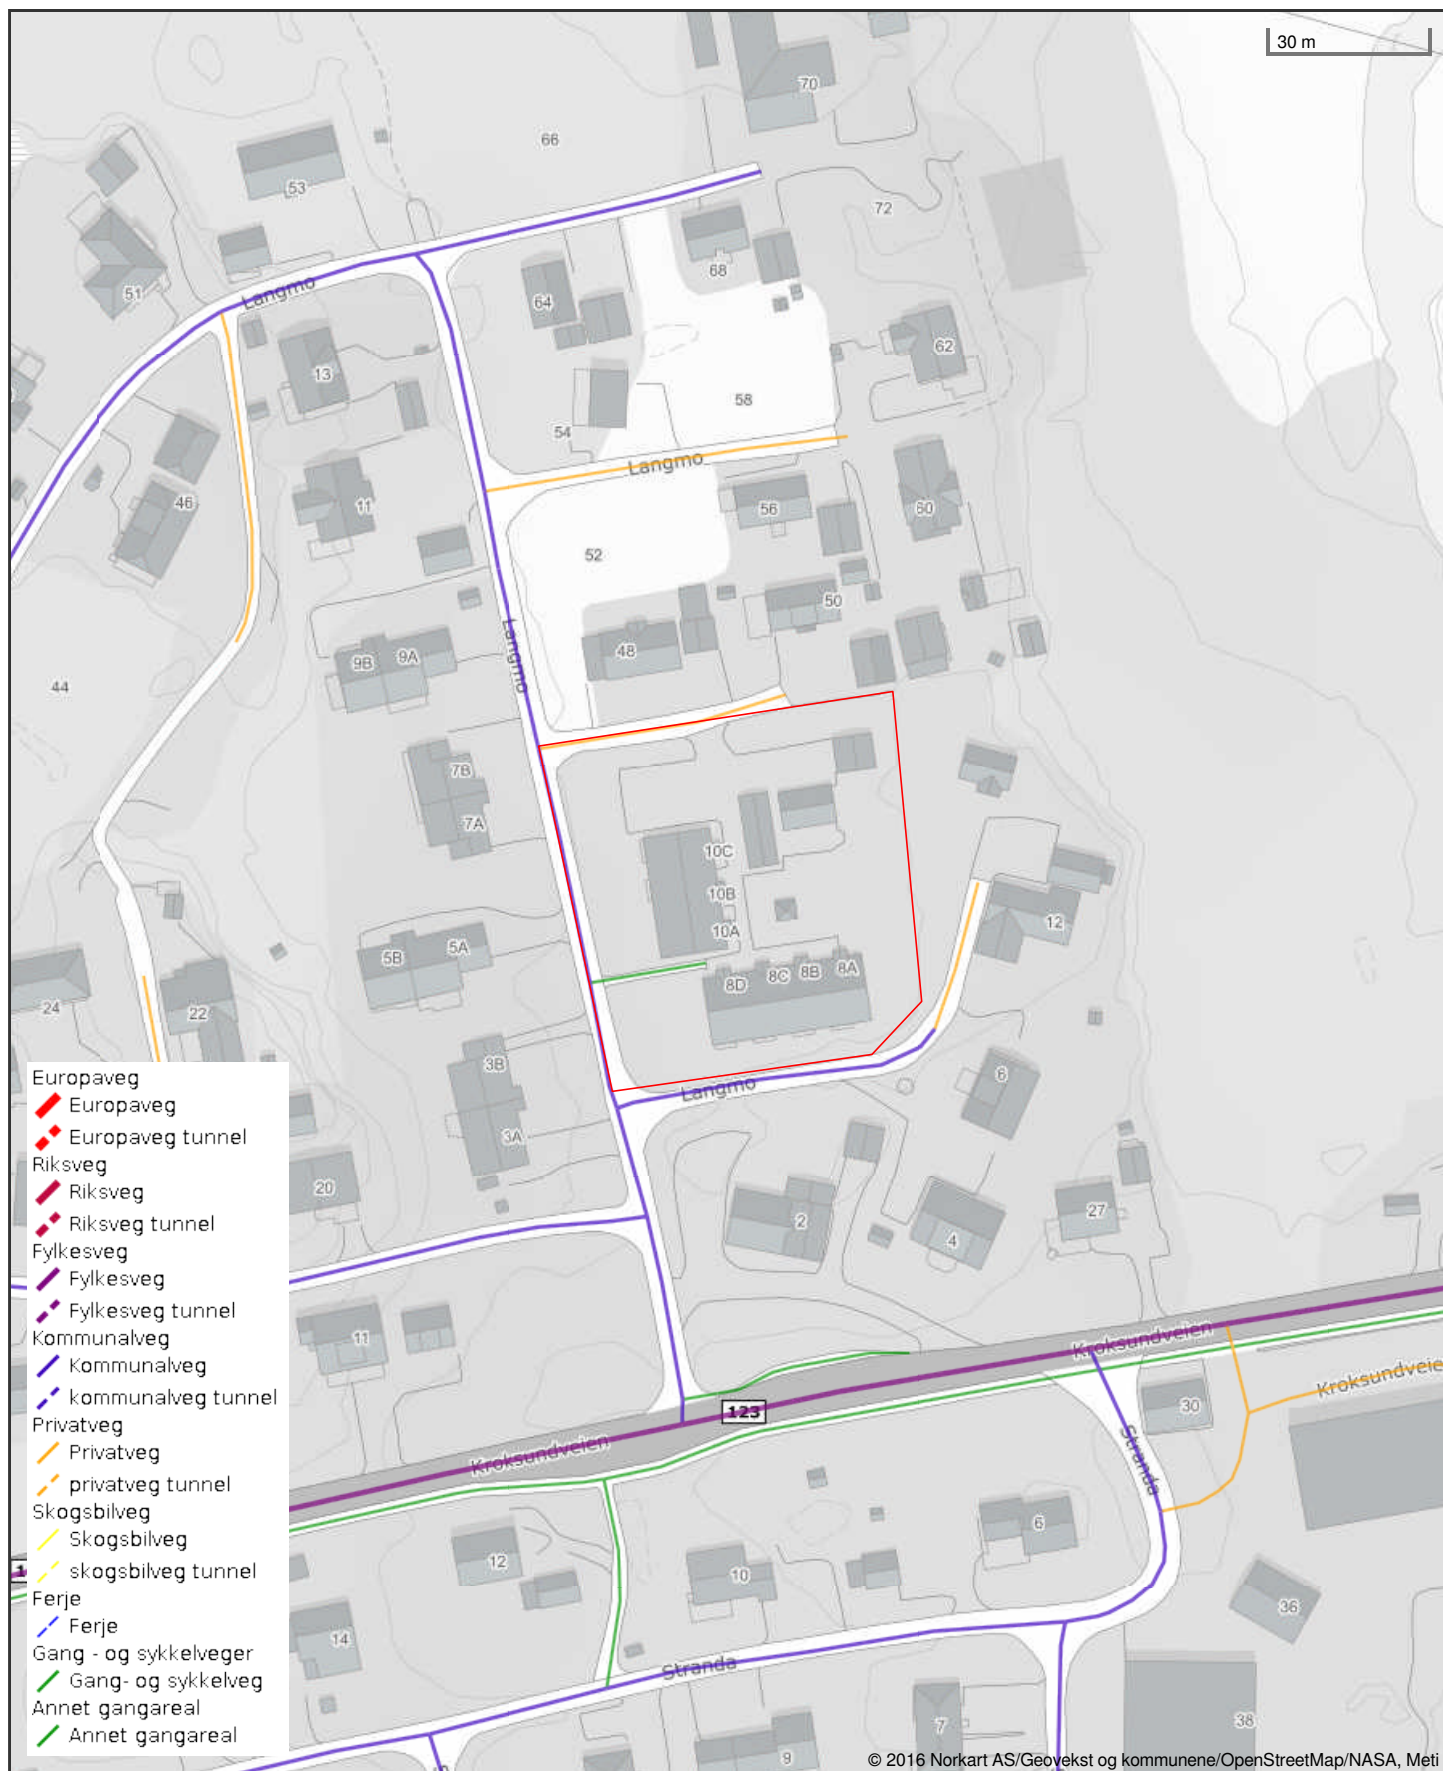 30 m
70
66
53
72
68
51
Langmo
64
62
13
58
54
Langmo
46
11
56
60
52
50
48
Langmo
9B
9A
44
7B
7A
10C
10B
10A
12
5B
5A
8D
8C
8B
8A
24
22
3B
6
Langmo
3A
20
2
4
27
Europaveg
Europaveg
Europaveg tunnel
Riksveg
Riksveg
Riksveg tunnel
Fylkesveg
Fylkesveg
Fylkesveg tunnel
Kommunalveg
Kommunalveg
kommunalveg tunnel
Privatveg
Privatveg
privatveg tunnel
Skogsbilveg
Skogsbilveg
skogsbilveg tunnel
Ferje
Ferje
Gang - og sykkelveger
Gang- og sykkelveg
Annet gangareal
Annet gangareal
11
Kroksundveien
Kroksundveie
123
30
Kroksundveien
Stranda
12
6
10
36
14
Stranda
7
38
9
© 2016 Norkart AS/Geovekst og kommunene/OpenStreetMap/NASA, Meti